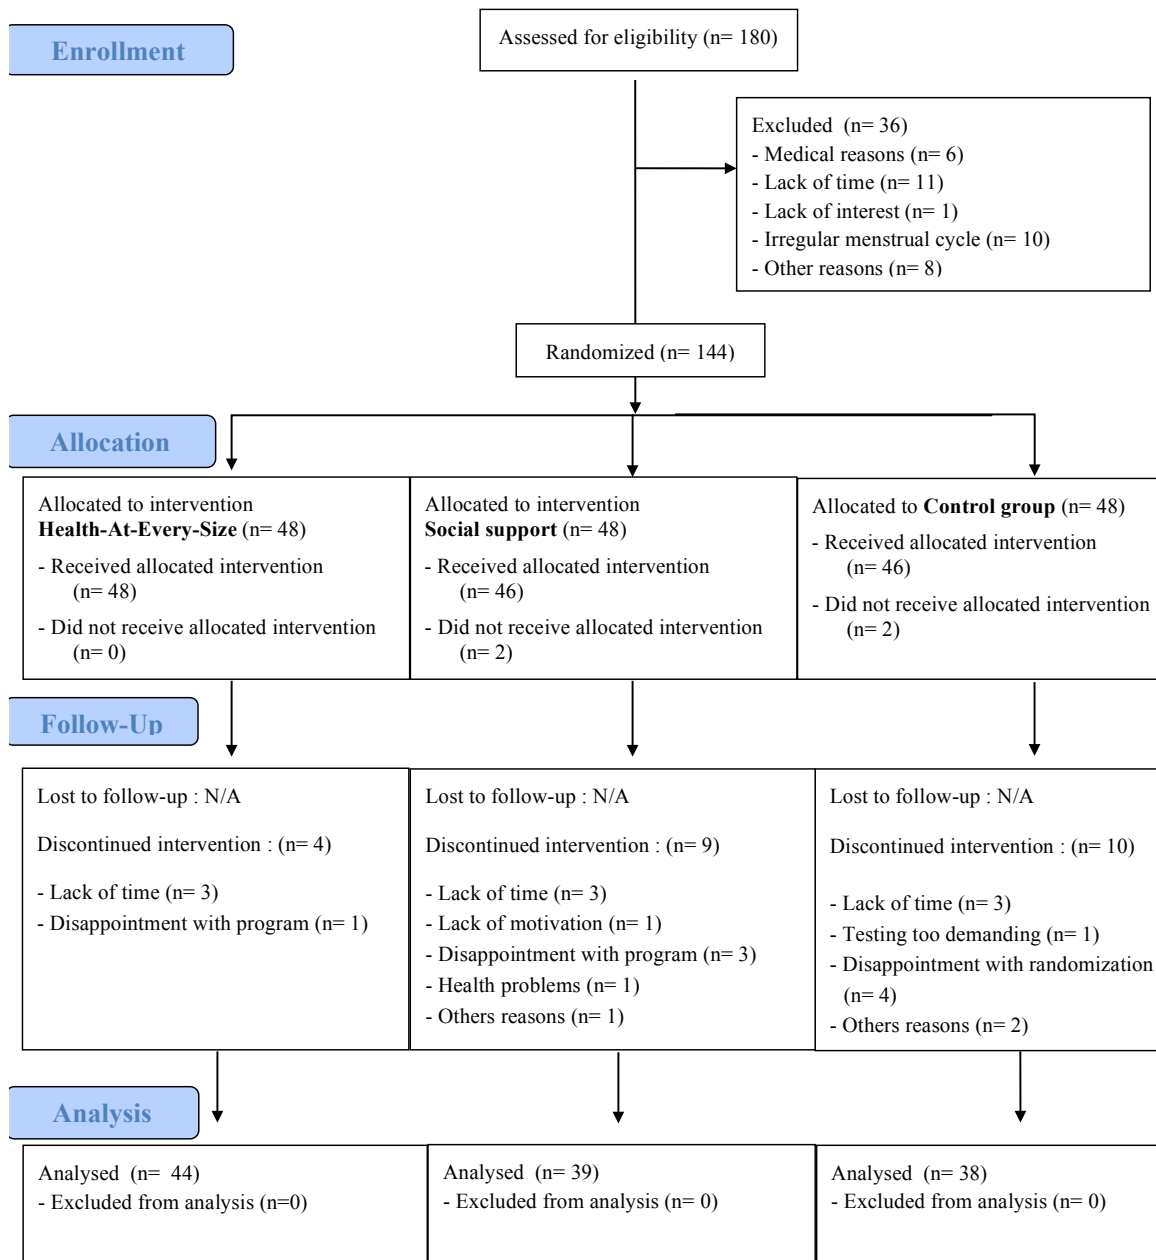 Enrollment
Assessed for eligibility (n= 180)
Excluded (n= 36)
- Medical reasons (n= 6)
- Lack of time (n= 11)
- Lack of interest (n= 1)
- Irregular menstrual cycle (n= 10)
- Other reasons (n= 8)
Randomized (n= 144)
Allocation
Allocated to intervention
Health-At-Every-Size (n= 48)
- Received allocated intervention
(n= 48)
- Did not receive allocated intervention
(n= 0)
Allocated to intervention
Social support (n= 48)
- Received allocated intervention
(n= 46)
- Did not receive allocated intervention
(n= 2)
Allocated to Control group (n= 48)
- Received allocated intervention
(n= 46)
- Did not receive allocated intervention
(n= 2)
Follow-Up
Lost to follow-up : N/A
Discontinued intervention : (n= 4)
- Lack of time (n= 3)
- Disappointment with program (n= 1)
Lost to follow-up : N/A
Discontinued intervention : (n= 9)
- Lack of time (n= 3)
- Lack of motivation (n= 1)
- Disappointment with program (n= 3)
- Health problems (n= 1)
- Others reasons (n= 1)
Lost to follow-up : N/A
Discontinued intervention : (n= 10)
- Lack of time (n= 3)
- Testing too demanding (n= 1)
- Disappointment with randomization
(n= 4)
- Others reasons (n= 2)
Analysis
Analysed (n= 44)
- Excluded from analysis (n=0)
Analysed (n= 39)
- Excluded from analysis (n= 0)
Analysed (n= 38)
- Excluded from analysis (n= 0)